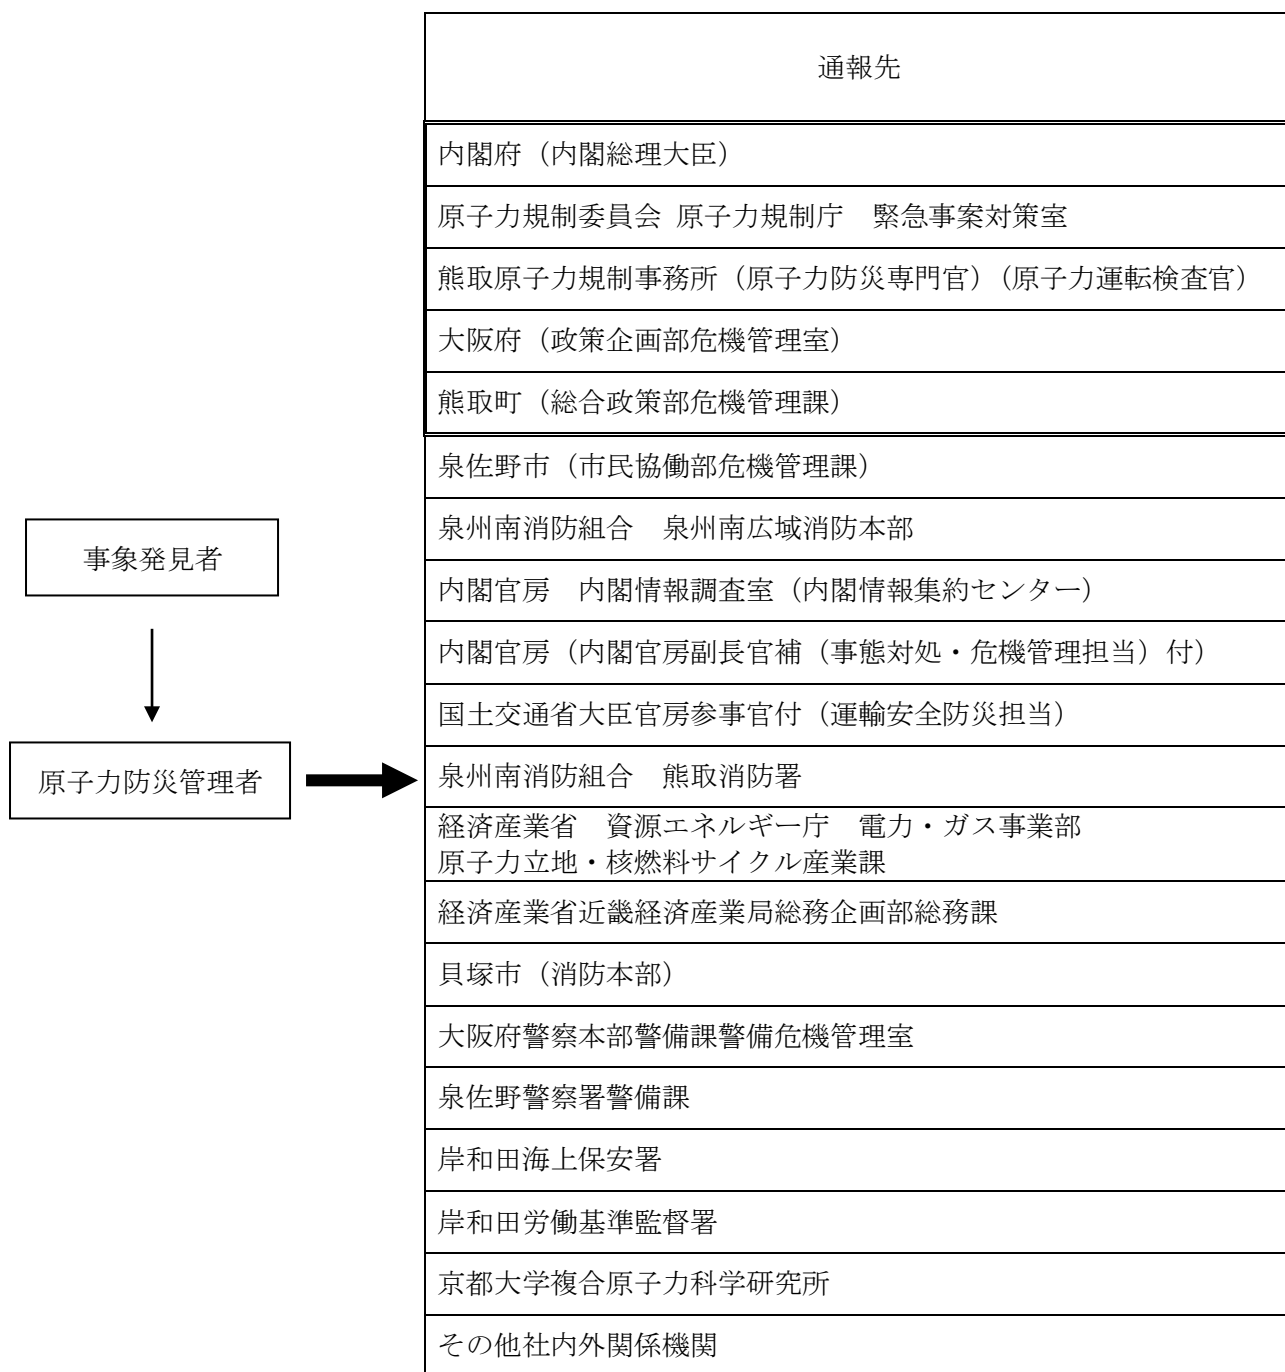 通報先
内閣府（内閣総理大臣）
原子力規制委員会 原子力規制庁　緊急事案対策室
熊取原子力規制事務所（原子力防災専門官）（原子力運転検査官）
大阪府（政策企画部危機管理室）
熊取町（総合政策部危機管理課）
泉佐野市（市民協働部危機管理課）
泉州南消防組合　泉州南広域消防本部
内閣官房　内閣情報調査室（内閣情報集約センター）
内閣官房（内閣官房副長官補（事態対処・危機管理担当）付）
国土交通省大臣官房参事官付（運輸安全防災担当）
泉州南消防組合　熊取消防署
経済産業省　資源エネルギー庁　電力・ガス事業部
原子力立地・核燃料サイクル産業課
経済産業省近畿経済産業局総務企画部総務課
貝塚市（消防本部）
大阪府警察本部警備課警備危機管理室
泉佐野警察署警備課
岸和田海上保安署
岸和田労働基準監督署
京都大学複合原子力科学研究所
その他社内外関係機関
事象発見者
原子力防災管理者